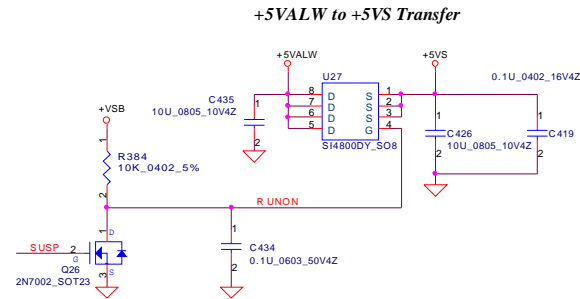 +5VALW to +5VS Transfer
+5VALW
+5VS
U27
0.1U_0402_16V4Z
8 D S 1
7 D S 2
6 D S 3
5 D G 4
SI4800DY_SO8
C435
10U_0805_10V4Z
1
2
C426
10U_0805_10V4Z
1
2
C419
1
2
+VSB
1
R384
10K_0402_5%
2
RUNON
1
D
SUSP
2
G
Q26
2N7002_SOT23
3
S
1
C434
0.1U_0603_50V4Z
2